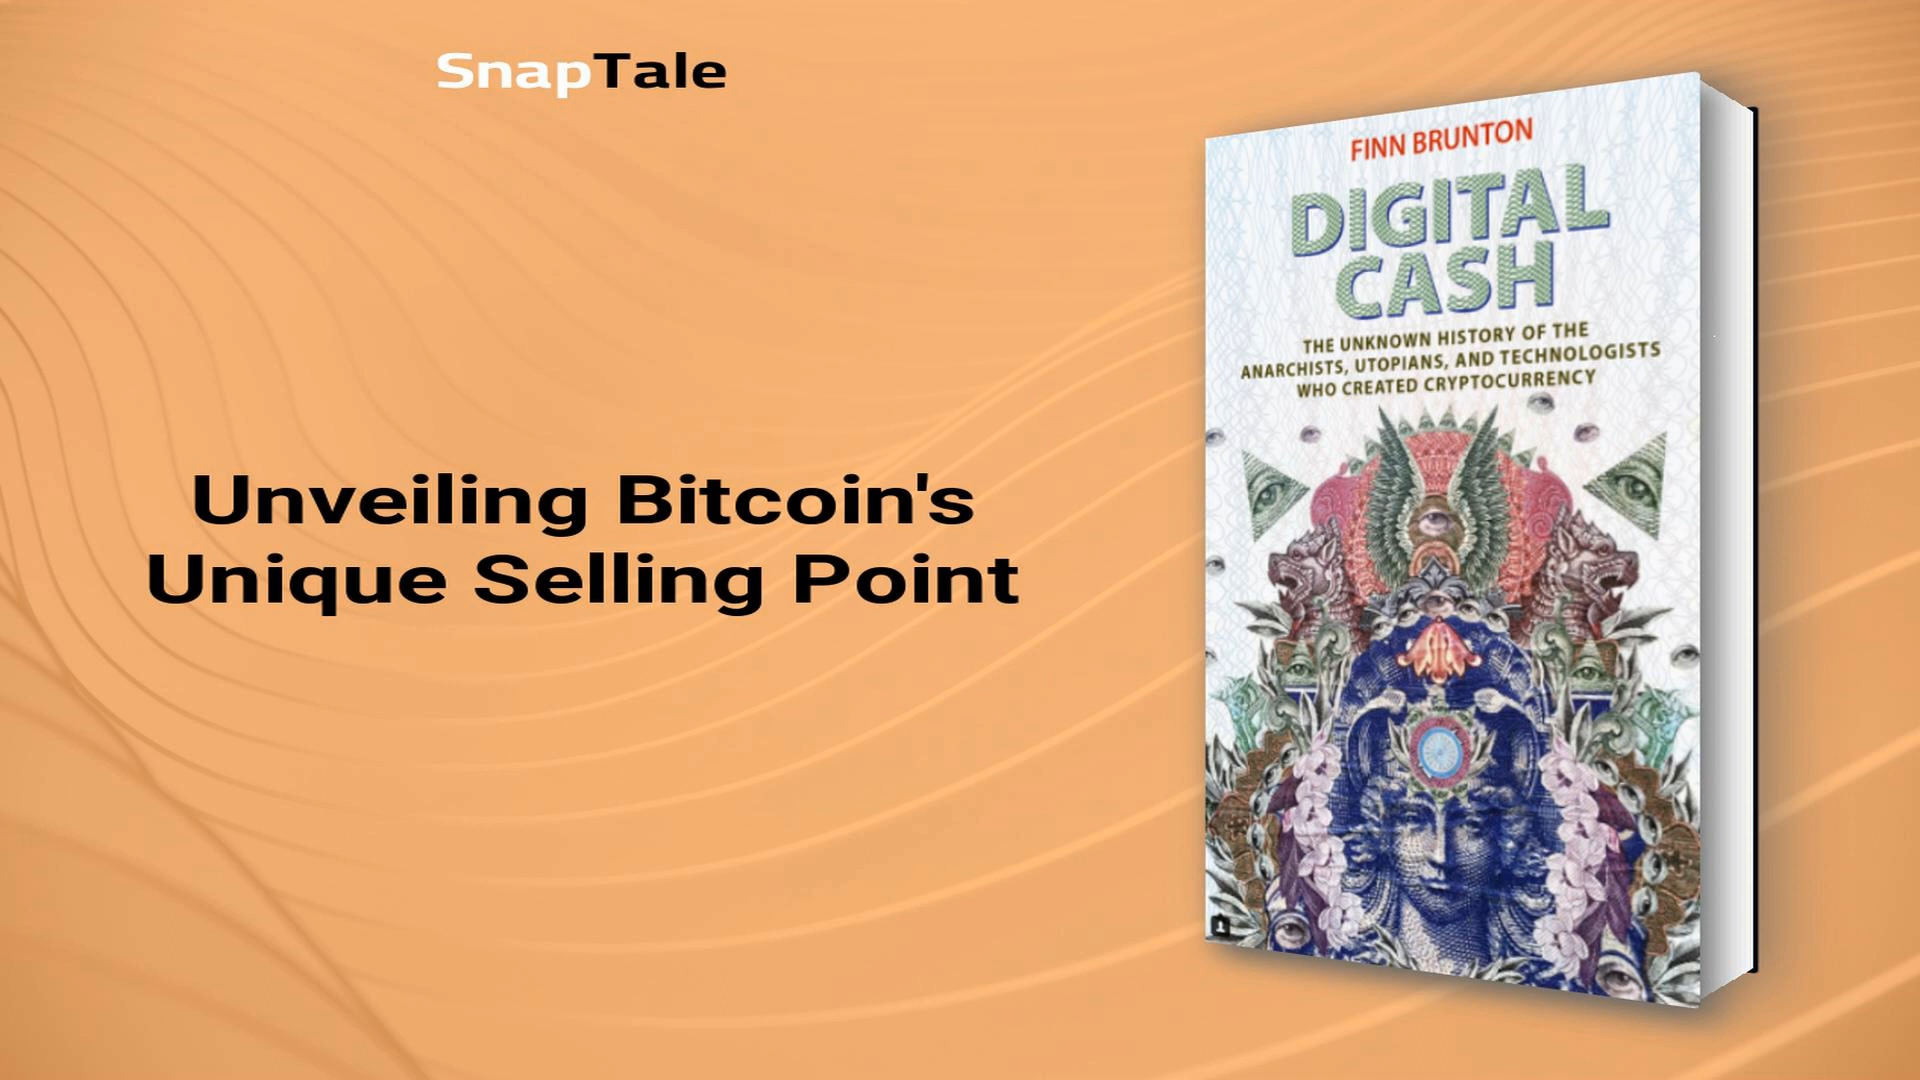 SnapTale
Unveiling Bitcoin's
Unique Selling Point
FINN BRUNTON
DIGITAL
CASH
THE UNKNOWN HISTORY OF THE
ANARCHISTS, UTOPIANS, AND TECHNOLOGISTS
WHO CREATED CRYPTOCURRENCY